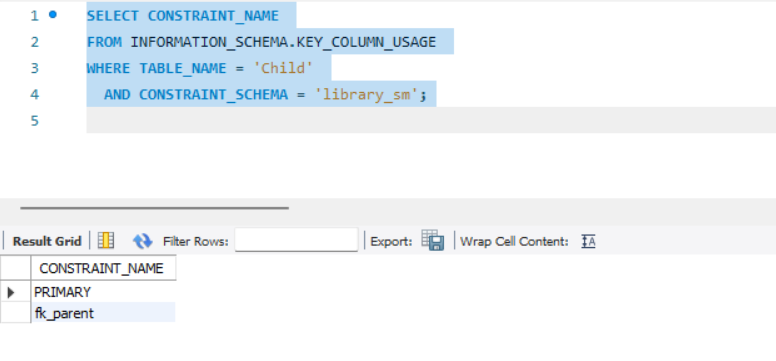 1 SELECT CONSTRAINT_NAME
2 FROM INFORMATION_SCHEMA.KEY_COLUMN_USAGE
3 WHERE TABLE_NAME = 'Child'
4 AND CONSTRAINT_SCHEMA = 'library_sm';
5
Result Grid Filter Rows: Export: Wrap Cell Content: IA
CONSTRAINT_NAME
PRIMARY
fk_parent